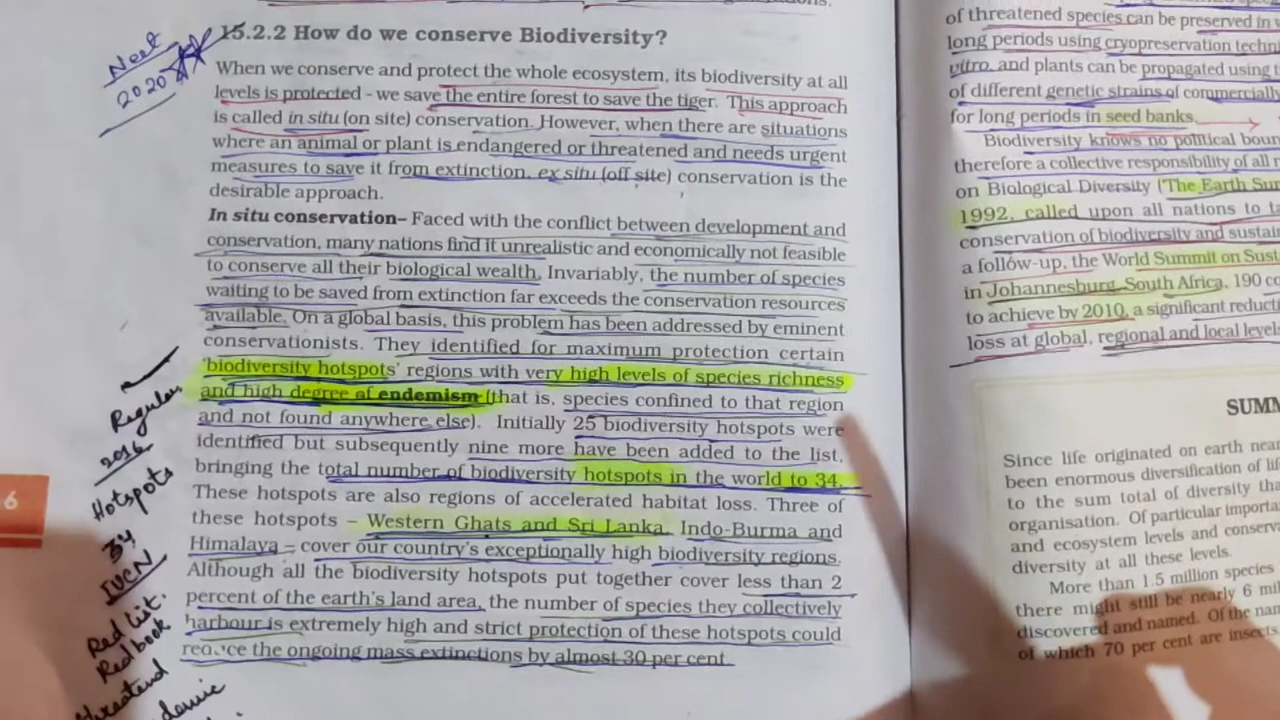 15.2.2 How do we conserve Biodiversity?
When we conserve and protect the whole ecosystem, its biodiversity at all
levels is protected - we save the entire forest to save the tiger. This approach
is called in situ (on site) conservation. However, when there are situations
where an animal or plant is endangered or threatened and needs urgent
measures to save it from extinction, ex situ (off site) conservation is the
desirable approach.
In situ conservation– Faced with the conflict between development and
conservation, many nations find it unrealistic and economically not feasible
to conserve all their biological wealth. Invariably, the number of species
waiting to be saved from extinction far exceeds the conservation resources
available. On a global basis, this problem has been addressed by eminent
conservationists. They identified for maximum protection certain
'biodiversity hotspots' regions with very high levels of species richness
and high degree of endemism (that is, species confined to that region
and not found anywhere else). Initially 25 biodiversity hotspots were
identified but subsequently nine more have been added to the list,
bringing the total number of biodiversity hotspots in the world to 34.
These hotspots are also regions of accelerated habitat loss. Three of
these hotspots – Western Ghats and Sri Lanka, Indo-Burma and
Himalaya – cover our country's exceptionally high biodiversity regions.
Although all the biodiversity hotspots put together cover less than 2
percent of the earth's land area, the number of species they collectively
harbour is extremely high and strict protection of these hotspots could
reduce the ongoing mass extinctions by almost 30 per cent
Neet
2020
Regular
2016
Hotspots
34
IUCN
Red list.
Red book
6
of threatened species can be preserved in
long periods using cryopreservation
vitro, and plants can be propagated using
of different genetic strains of
for long periods in seed banks.
Biodiversity knows no political
therefore a collective responsibility of all
on Biological Diversity ('The Earth
1992, called upon all nations to
conservation of biodiversity and
a follow-up, the World Summit on
in Johannesburg, South Africa, 190
to achieve by 2010, a significant
loss at global, regional and local
Since life originated on earth
been enormous diversification of
to the sum total of diversity
organisation. Of particular
and ecosystem levels and
diversity at all these levels.
More than 1.5 million species
there might still be nearly 6
discovered and named. Of the
of which 70 per cent are insects